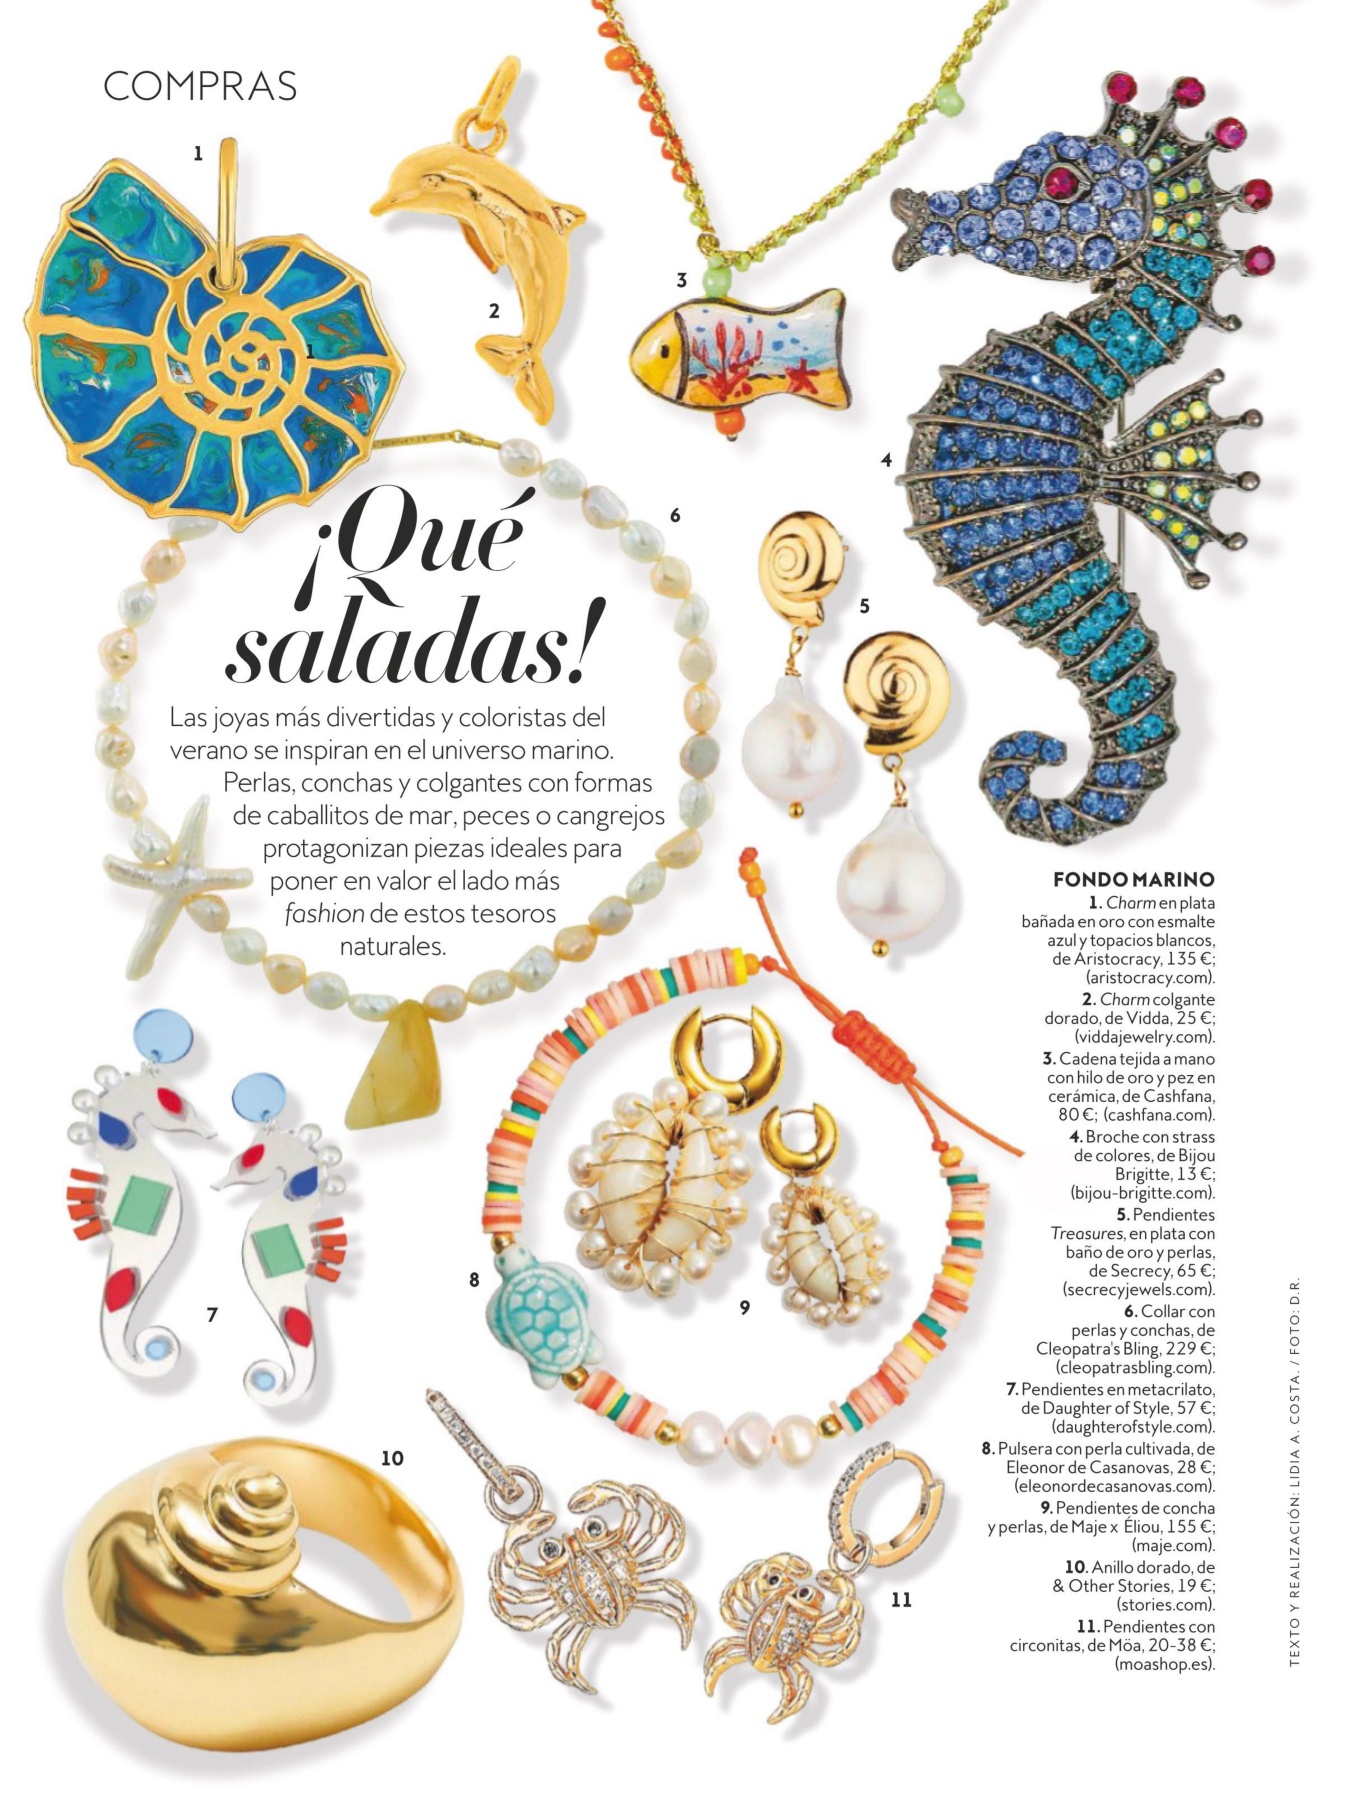 COMPRAS
1
2
3
4
1
6
5
¡Qué
saladas!
Las joyas más divertidas y coloristas del
verano se inspiran en el universo marino.
Perlas, conchas y colgantes con formas
de caballitos de mar, peces o cangrejos
protagonizan piezas ideales para
poner en valor el lado más
fashion de estos tesoros
naturales.
7
8
9
10
11
FONDO MARINO
1. Charm en plata
bañada en oro con esmalte
azul y topacios blancos,
de Aristocracy, 135 €;
(aristocracy.com).
2. Charm colgante
dorado, de Vidda, 25 €;
(viddajewelry.com).
3. Cadena tejida a mano
con hilo de oro y pez en
cerámica, de Cashfana,
80 €; (cashfana.com).
4. Broche con strass
de colores, de Bijou
Brigitte, 13 €;
(bijou-brigitte.com).
5. Pendientes
Treasures, en plata con
baño de oro y perlas,
de Secrecy, 65 €;
(secrecyjewels.com).
6. Collar con
perlas y conchas, de
Cleopatra's Bling, 229 €;
(cleopatrasbling.com).
7. Pendientes en metacrilato,
de Daughter of Style, 57 €;
(daughterofstyle.com).
8. Pulsera con perla cultivada, de
Eleonor de Casanovas, 28 €;
(eleonordecasanovas.com).
9. Pendientes de concha
y perlas, de Maje x Éliou, 155 €;
(maje.com).
10. Anillo dorado, de
& Other Stories, 19 €;
(stories.com).
11. Pendientes con
circonitas, de Möa, 20-38 €;
(moashop.es).
TEXTO Y REALIZACIÓN: LIDIA A. COSTA. / FOTO: D.R.